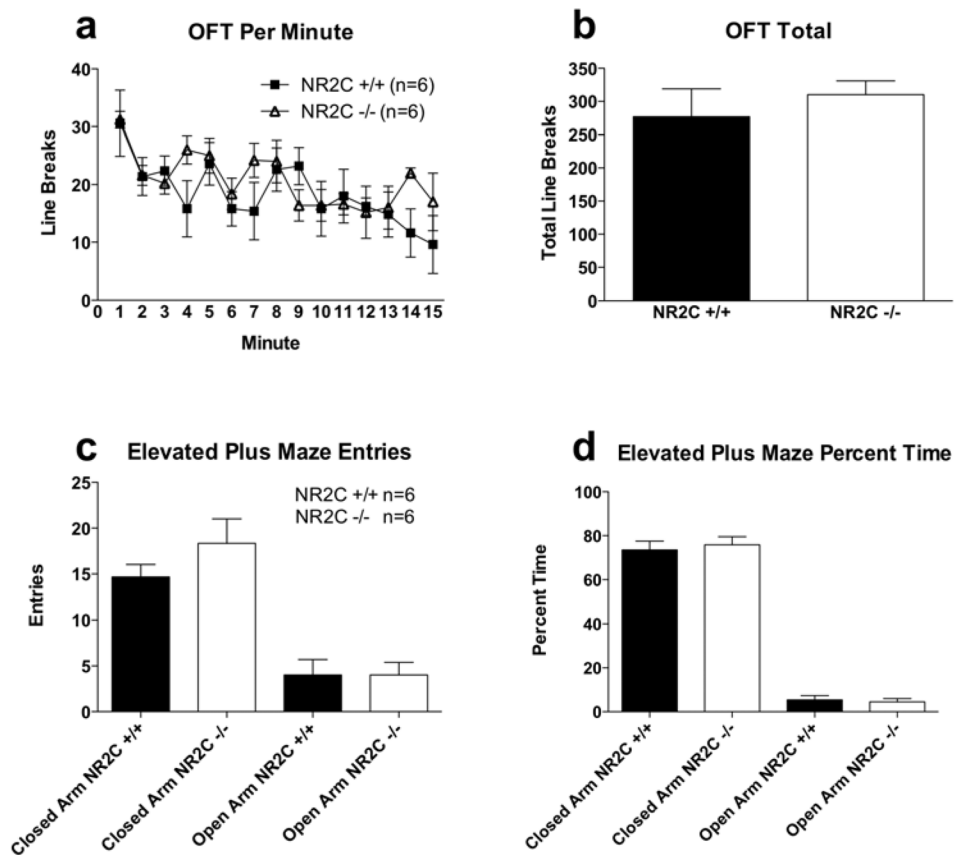 a
OFT Per Minute
NR2C +/+ (n=6)
NR2C -/- (n=6)
Line Breaks
40
30
20
10
0
0 1 2 3 4 5 6 7 8 9 10 11 12 13 14 15
Minute
b
OFT Total
Total Line Breaks
350
300
250
200
150
100
50
0
NR2C +/+ NR2C -/-
c
Elevated Plus Maze Entries
NR2C +/+ n=6
NR2C -/- n=6
Entries
25
20
15
10
5
0
Closed Arm NR2C +/+
Closed Arm NR2C -/-
Open Arm NR2C +/+
Open Arm NR2C -/-
d
Elevated Plus Maze Percent Time
Percent Time
100
80
60
40
20
0
Closed Arm NR2C +/+
Closed Arm NR2C -/-
Open Arm NR2C +/+
Open Arm NR2C -/-